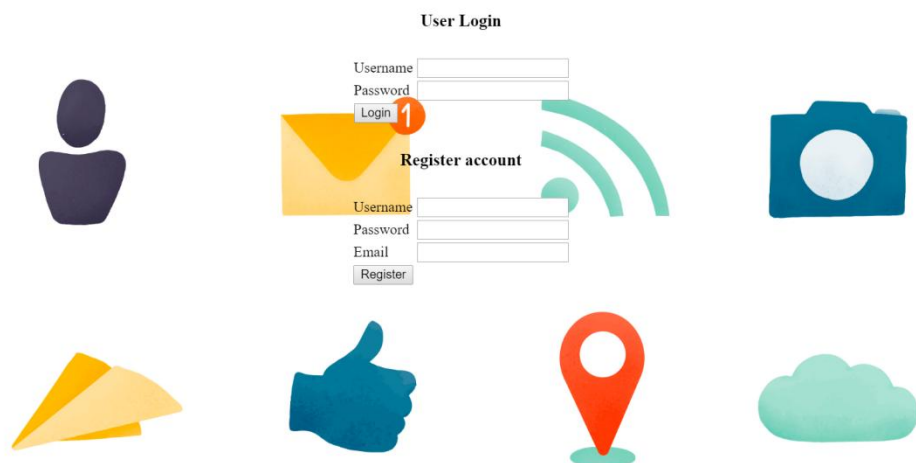 User Login
Username
Password
Login
1
Register account
Username
Password
Email
Register